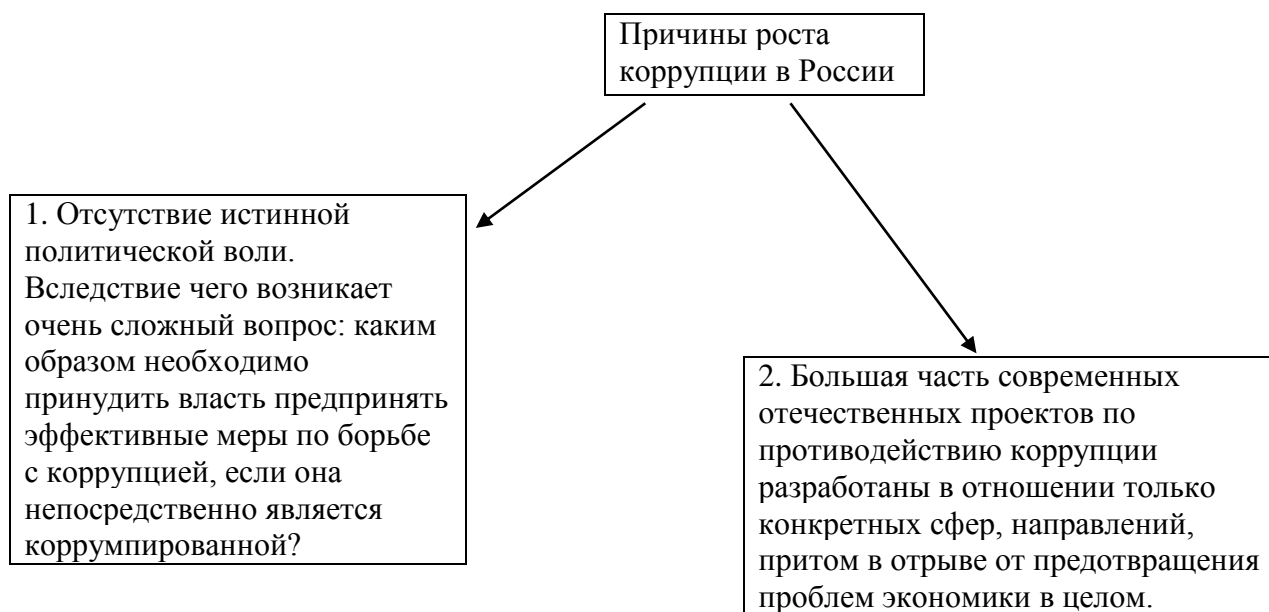 Причины роста
коррупции в России
1. Отсутствие истинной
политической воли.
Вследствие чего возникает
очень сложный вопрос: каким
образом необходимо
принудить власть предпринять
эффективные меры по борьбе
с коррупцией, если она
непосредственно является
коррумпированной?
2. Большая часть современных
отечественных проектов по
противодействию коррупции
разработаны в отношении только
конкретных сфер, направлений,
притом в отрыве от предотвращения
проблем экономики в целом.